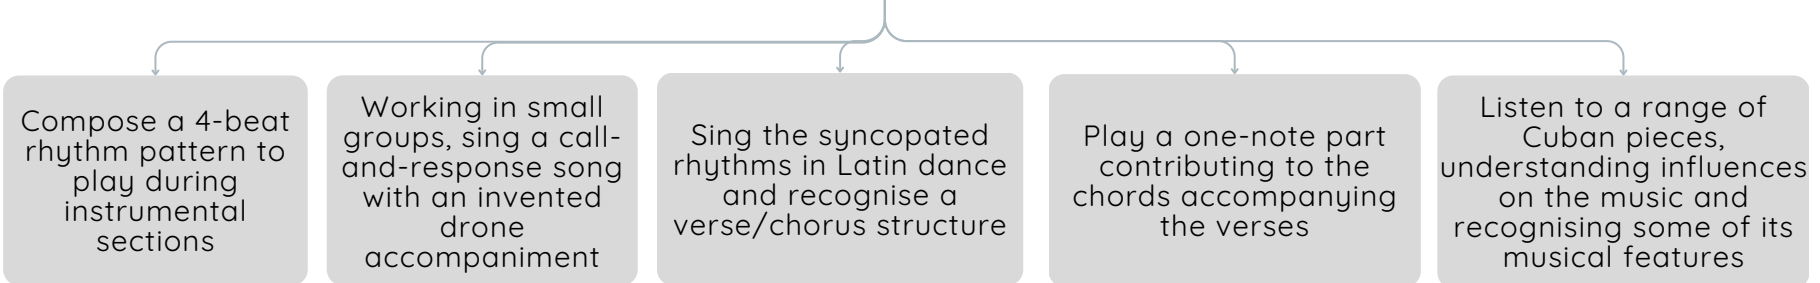 Compose a 4-beat
rhythm pattern to
play during
instrumental
sections
Working in small
groups, sing a call-
and-response song
with an invented
drone
accompaniment
Sing the syncopated
rhythms in Latin dance
and recognise a
verse/chorus structure
Play a one-note part
contributing to the
chords accompanying
the verses
Listen to a range of
Cuban pieces,
understanding influences
on the music and
recognising some of its
musical features